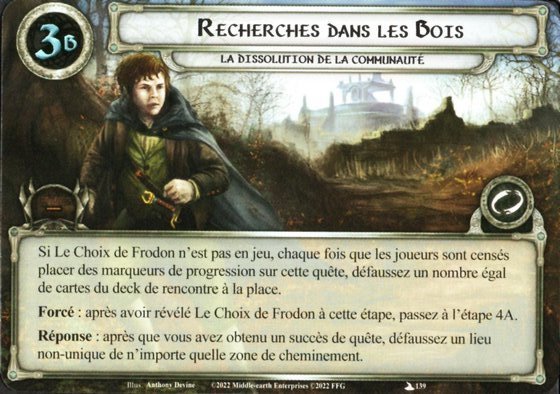 3B
RECHERCHES DANS LES BOIS
LA DISSOLUTION DE LA COMMUNAUTÉ
–
Si Le Choix de Frodon n'est pas en jeu, chaque fois que les joueurs sont censés
placer des marqueurs de progression sur cette quête, défaussez un nombre égal
de cartes du deck de rencontre à la place.
Forcé : après avoir révélé Le Choix de Frodon à cette étape, passez à l'étape 4A.
Réponse : après que vous avez obtenu un succès de quête, défaussez un lieu
non-unique de n'importe quelle zone de cheminement.
Illus. Anthony Devine ©2022 Middle-earth Enterprises ©2022 FFG 139